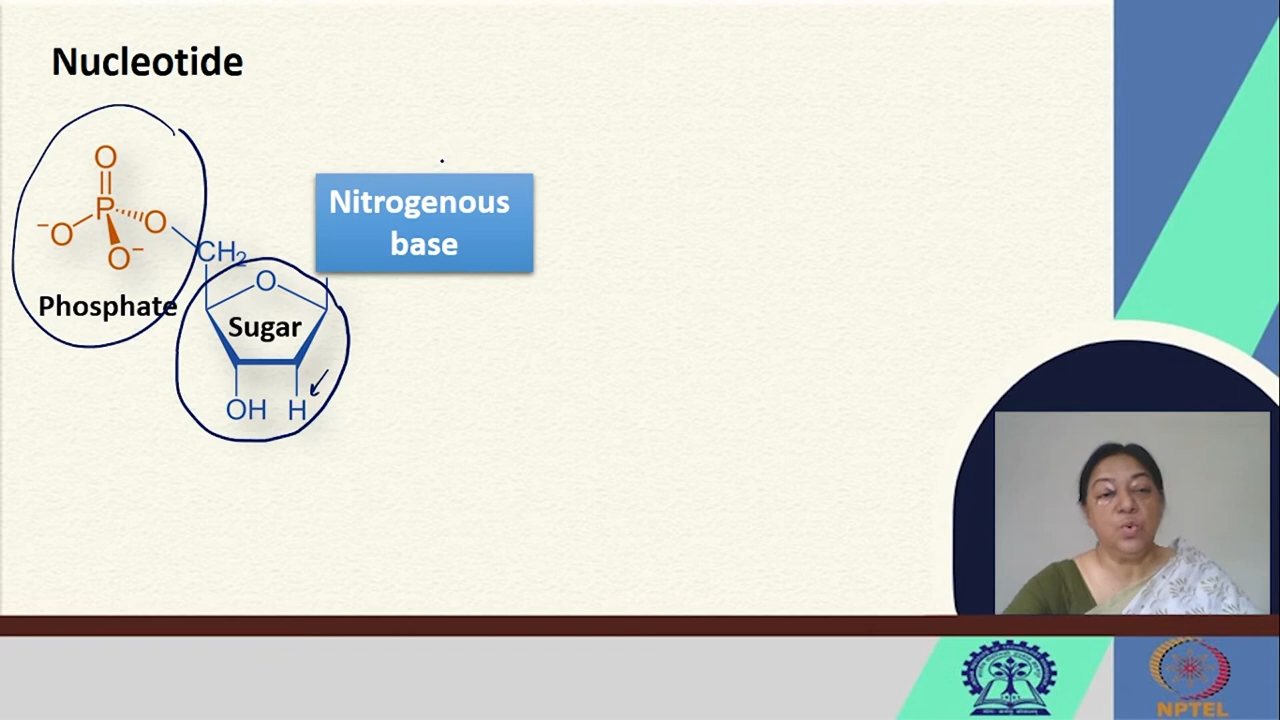 Nucleotide
O
P
O
⁻O
O⁻
CH₂
Phosphate
Nitrogenous
base
O
Sugar
OH H
NPTEL